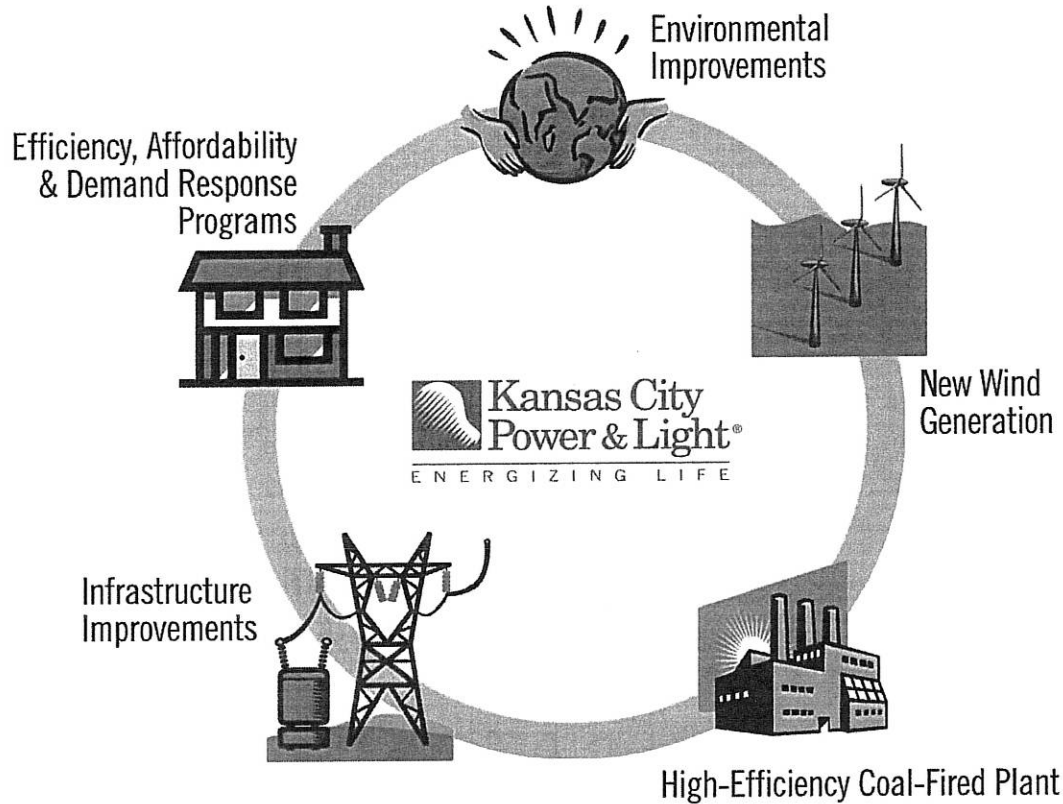 Environmental
Improvements
Efficiency, Affordability
& Demand Response
Programs
New Wind
Generation
Kansas City
Power & Light®
ENERGIZING LIFE
Infrastructure
Improvements
High-Efficiency Coal-Fired Plant